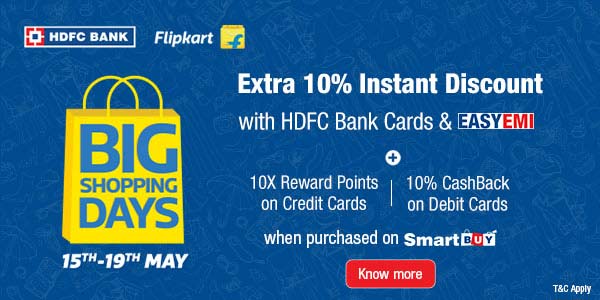 HDFC BANK Flipkart
BIG
SHOPPING
DAYS
15TH-19TH MAY
Extra 10% Instant Discount
with HDFC Bank Cards & EASYEMI
+
10X Reward Points
on Credit Cards
10% CashBack
on Debit Cards
when purchased on SmartBUY
Know more
T&C Apply